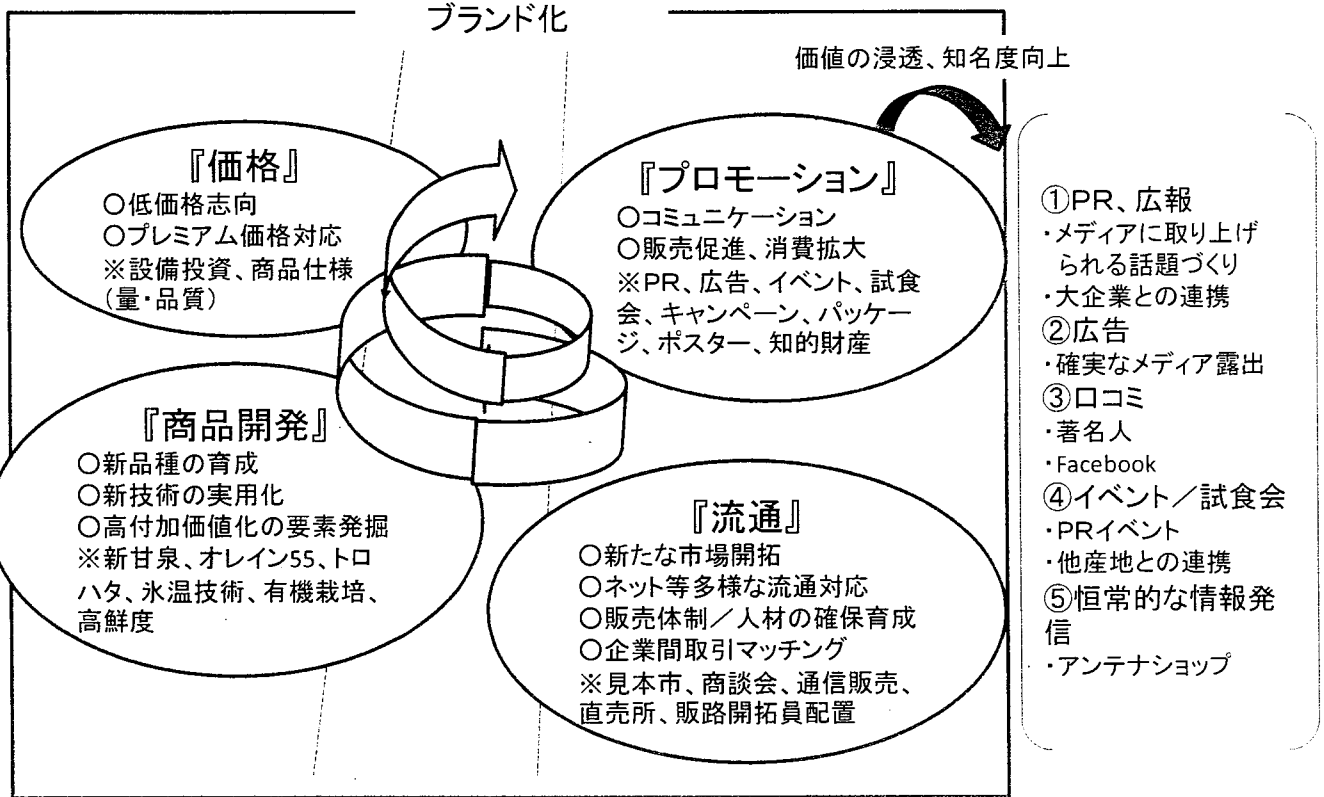 ブランド化
価値の浸透、知名度向上
『価格』
○低価格志向
○プレミアム価格対応
※設備投資、商品仕様
（量・品質）
『プロモーション』
○コミュニケーション
○販売促進、消費拡大
※PR、広告、イベント、試食
会、キャンペーン、パッケー
ジ、ポスター、知的財産
『商品開発』
○新品種の育成
○新技術の実用化
○高付加価値化の要素発掘
※新甘泉、オレイン55、トロ
ハタ、氷温技術、有機栽培、
高鮮度
『流通』
○新たな市場開拓
○ネット等多様な流通対応
○販売体制／人材の確保育成
○企業間取引マッチング
※見本市、商談会、通信販売、
直売所、販路開拓員配置
①PR、広報
・メディアに取り上げ
られる話題づくり
・大企業との連携
②広告
・確実なメディア露出
③口コミ
・著名人
・Facebook
④イベント／試食会
・PRイベント
・他産地との連携
⑤恒常的な情報発
信
・アンテナショップ